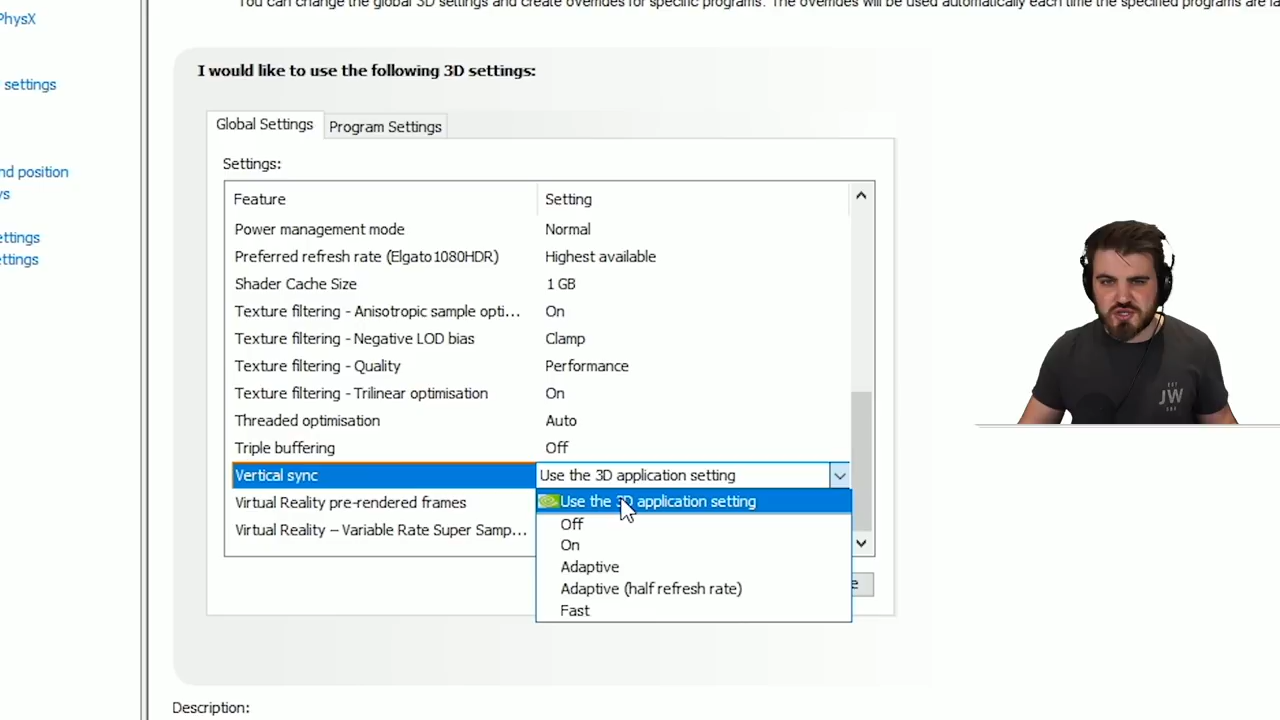 You can change the global 3D settings and create overrides for specific programs. The overrides will be used automatically each time the specified programs are la
PhysX
settings
nd position
ys
ettings
ettings
I would like to use the following 3D settings:
Global Settings
Program Settings
Settings:
Feature Setting
Power management mode Normal
Preferred refresh rate (Elgato1080HDR) Highest available
Shader Cache Size 1 GB
Texture filtering - Anisotropic sample opti... On
Texture filtering - Negative LOD bias Clamp
Texture filtering - Quality Performance
Texture filtering - Trilinear optimisation On
Threaded optimisation Auto
Triple buffering Off
Vertical sync Use the 3D application setting
Virtual Reality pre-rendered frames Use the 3D application setting
Virtual Reality – Variable Rate Super Samp... Off
On
Adaptive
Adaptive (half refresh rate)
Fast
e
Description:
JW